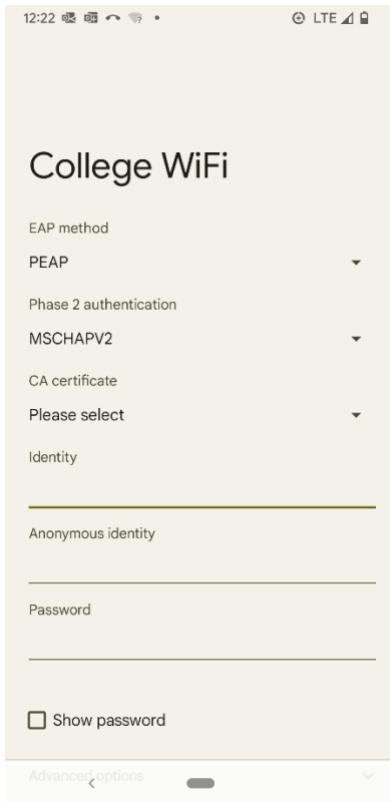 12:22
LTE
College WiFi
EAP method
PEAP
Phase 2 authentication
MSCHAPV2
CA certificate
Please select
Identity
Anonymous identity
Password
Show password
Advanced options